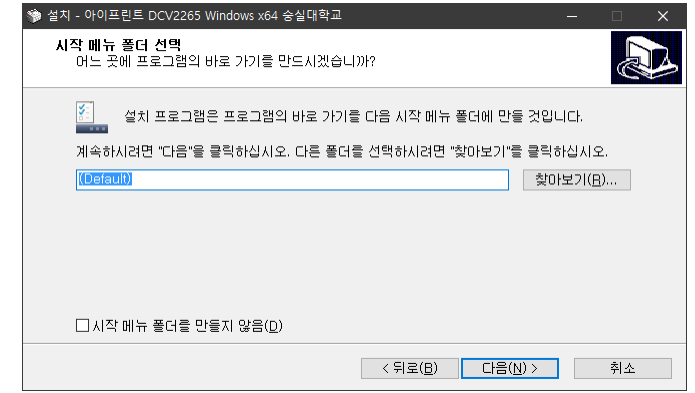 설치 - 아이프린트 DCV2265 Windows x64 숭실대학교
시작 메뉴 폴더 선택
어느 곳에 프로그램의 바로 가기를 만드시겠습니까?
설치 프로그램은 프로그램의 바로 가기를 다음 시작 메뉴 폴더에 만들 것입니다.
계속하시려면 "다음"을 클릭하십시오. 다른 폴더를 선택하시려면 "찾아보기"를 클릭하십시오.
(Default)
찾아보기(R)...
시작 메뉴 폴더를 만들지 않음(D)
< 뒤로(B)
다음(N) >
취소